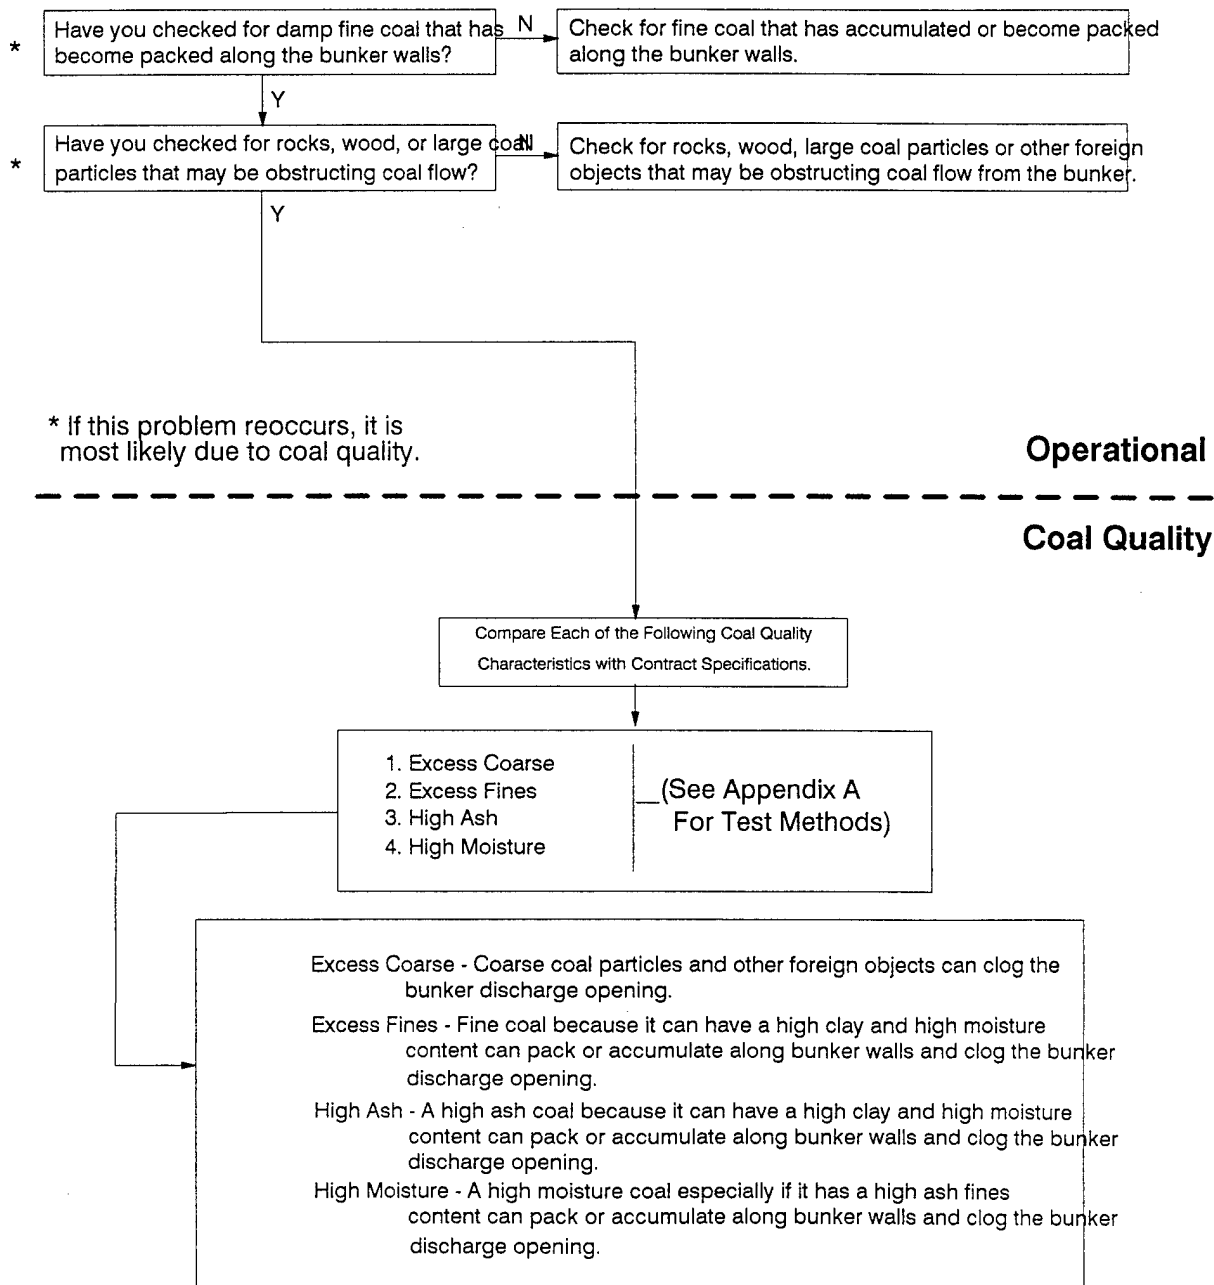 Have you checked for damp fine coal that has
become packed along the bunker walls?
N
Check for fine coal that has accumulated or become packed
along the bunker walls.
*
Y
Have you checked for rocks, wood, or large coal
particles that may be obstructing coal flow?
N
Check for rocks, wood, large coal particles or other foreign
objects that may be obstructing coal flow from the bunker.
*
Y
* If this problem reoccurs, it is
most likely due to coal quality.
Operational
Coal Quality
Compare Each of the Following Coal Quality
Characteristics with Contract Specifications.
1. Excess Coarse
2. Excess Fines
3. High Ash
4. High Moisture
(See Appendix A
For Test Methods)
Excess Coarse - Coarse coal particles and other foreign objects can clog the
bunker discharge opening.
Excess Fines - Fine coal because it can have a high clay and high moisture
content can pack or accumulate along bunker walls and clog the bunker
discharge opening.
High Ash - A high ash coal because it can have a high clay and high moisture
content can pack or accumulate along bunker walls and clog the bunker
discharge opening.
High Moisture - A high moisture coal especially if it has a high ash fines
content can pack or accumulate along bunker walls and clog the bunker
discharge opening.